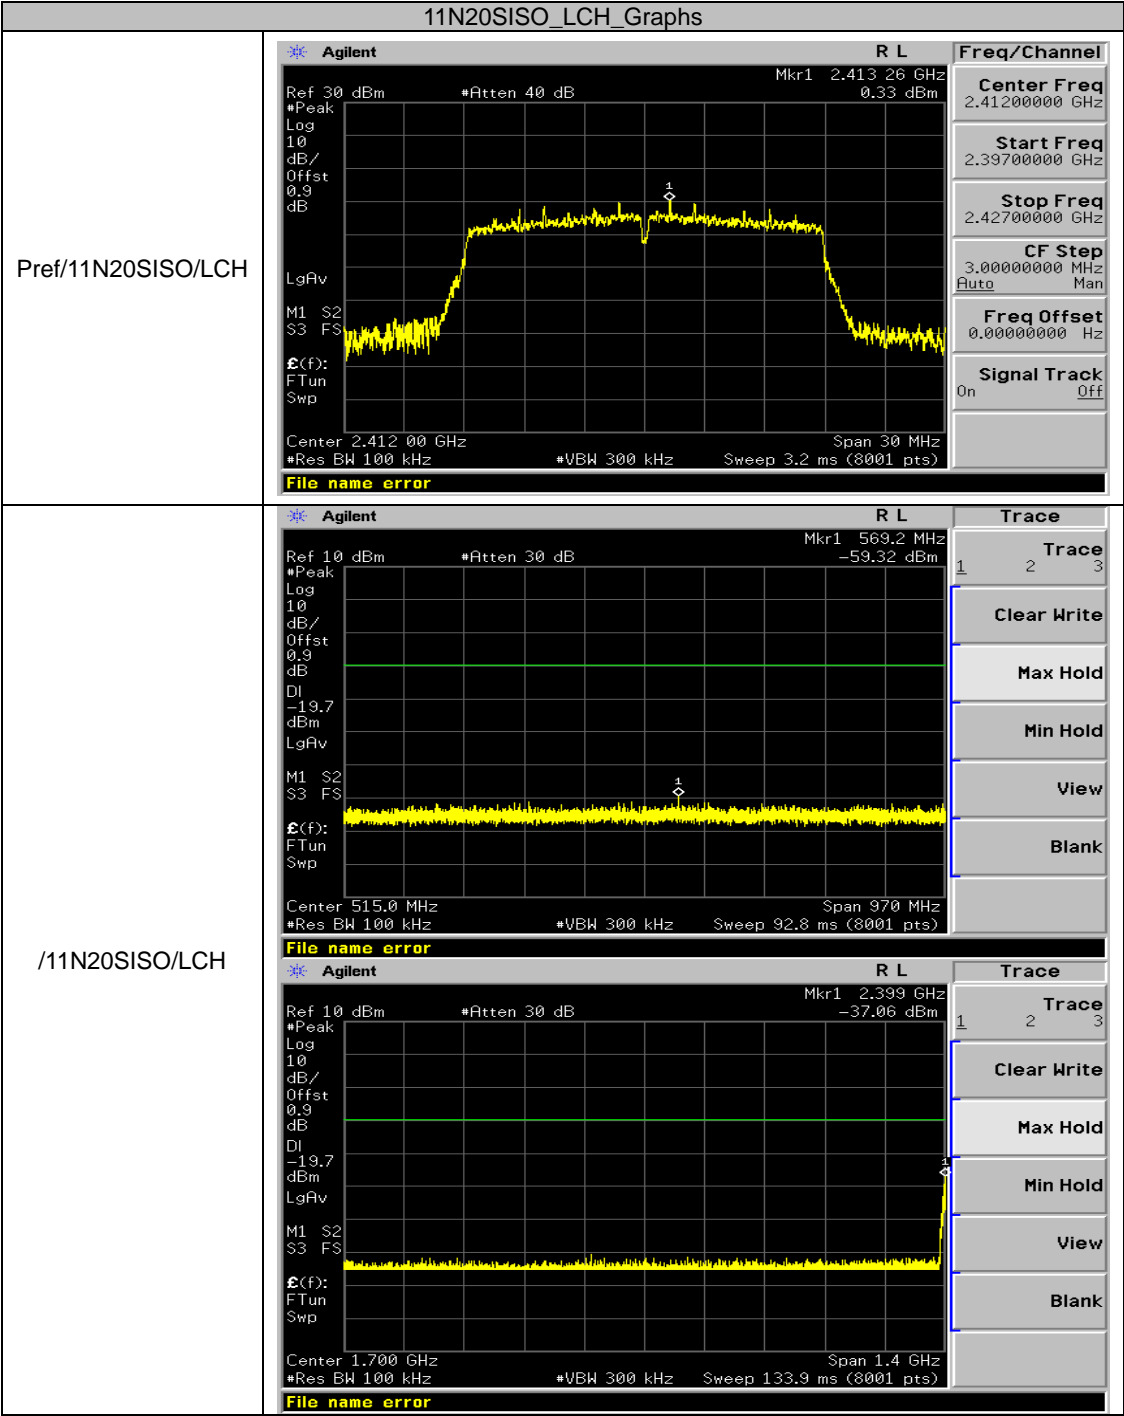 11N20SISO_LCH_Graphs
Pref/11N20SISO/LCH
Agilent R L Freq/Channel
Mkr1 2.413 26 GHz
Ref 30 dBm #Atten 40 dB 0.33 dBm
#Peak
Log
10
dB/
Offst
0.9
dB
LgAv
M1 S2
S3 FS
£(f):
FTun
Swp
1
Center 2.412 00 GHz Span 30 MHz
#Res BW 100 kHz #VBW 300 kHz Sweep 3.2 ms (8001 pts)
File name error
Center Freq
2.41200000 GHz
Start Freq
2.39700000 GHz
Stop Freq
2.42700000 GHz
CF Step
3.00000000 MHz
Auto Man
Freq Offset
0.00000000 Hz
Signal Track
On Off
/11N20SISO/LCH
Agilent R L Trace
Mkr1 569.2 MHz
Ref 10 dBm #Atten 30 dB -59.32 dBm
#Peak
Log
10
dB/
Offst
0.9
dB
DI
-19.7
dBm
LgAv
M1 S2
S3 FS
£(f):
FTun
Swp
1
Center 515.0 MHz Span 970 MHz
#Res BW 100 kHz #VBW 300 kHz Sweep 92.8 ms (8001 pts)
File name error
Trace
1 2 3
Clear Write
Max Hold
Min Hold
View
Blank
Agilent R L Trace
Mkr1 2.399 GHz
Ref 10 dBm #Atten 30 dB -37.06 dBm
#Peak
Log
10
dB/
Offst
0.9
dB
DI
-19.7
dBm
LgAv
M1 S2
S3 FS
£(f):
FTun
Swp
1
Center 1.700 GHz Span 1.4 GHz
#Res BW 100 kHz #VBW 300 kHz Sweep 133.9 ms (8001 pts)
File name error
Trace
1 2 3
Clear Write
Max Hold
Min Hold
View
Blank